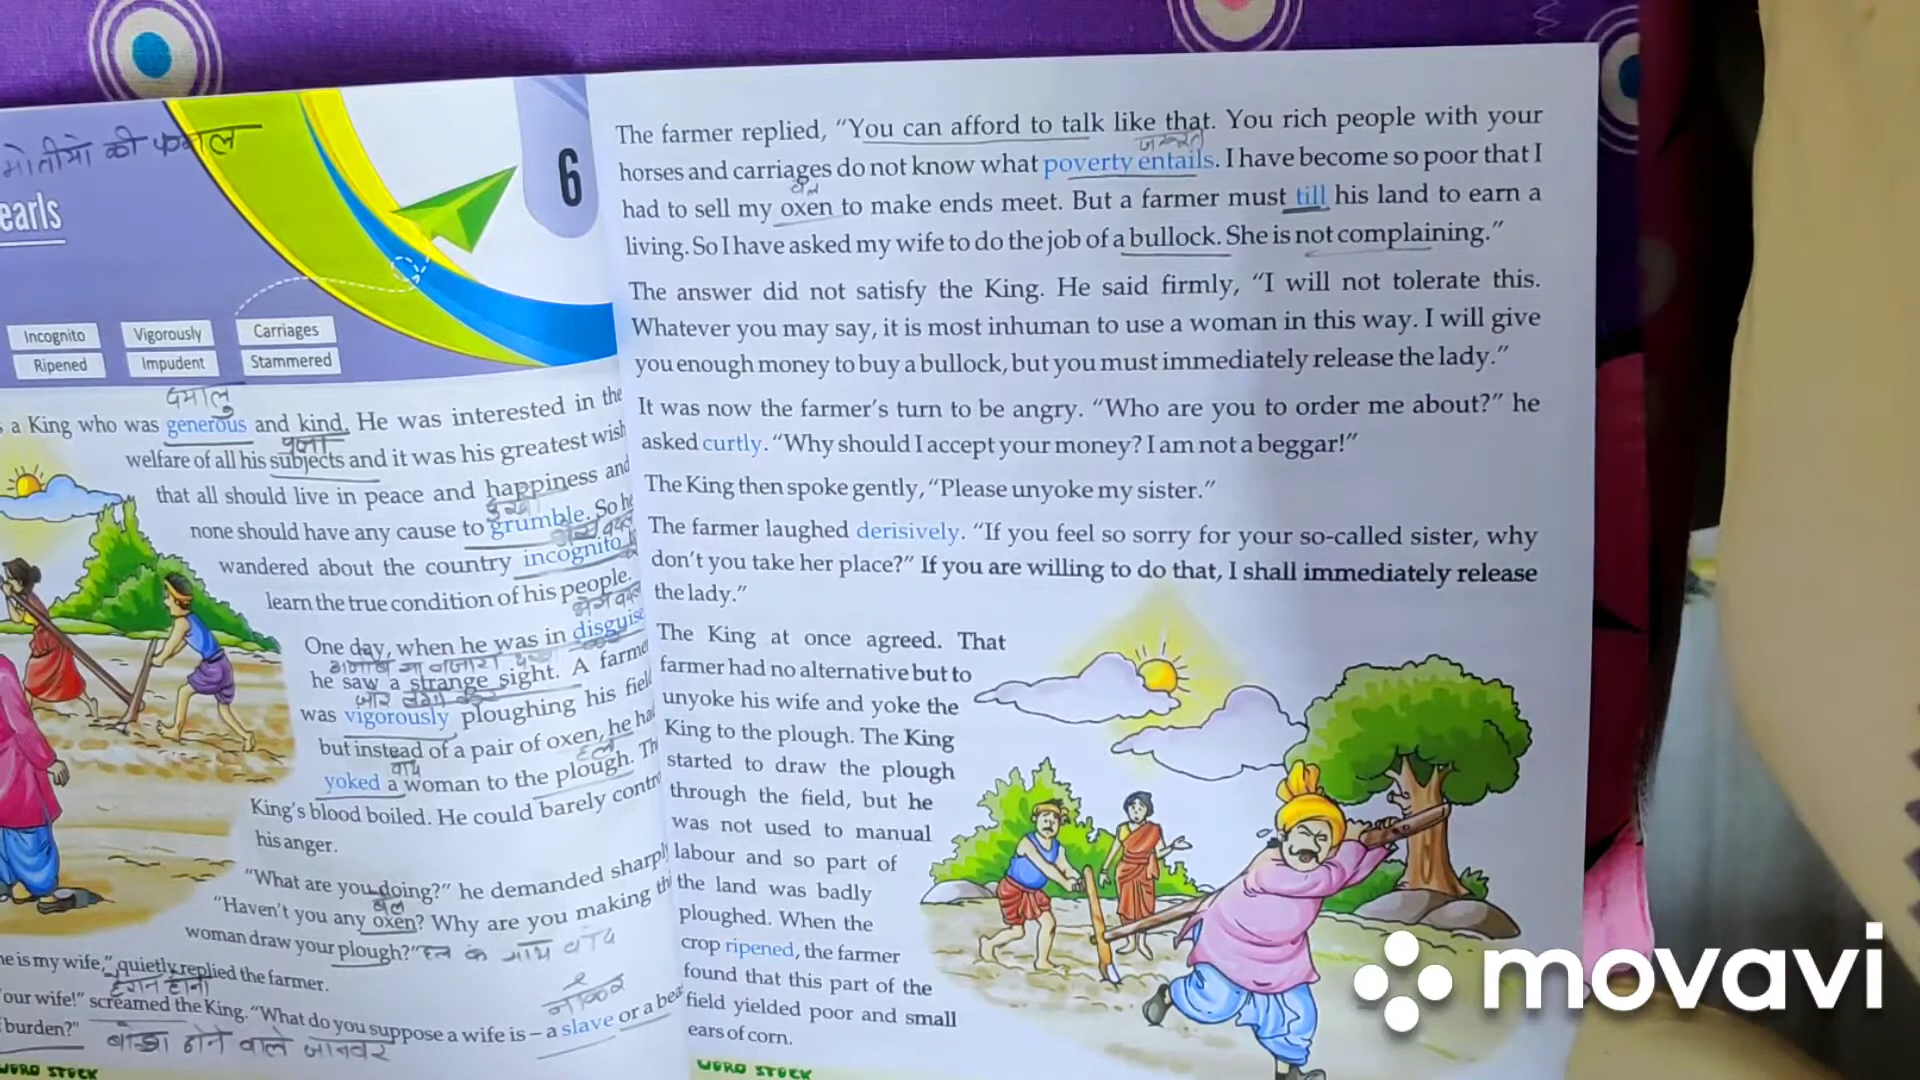 मोतीयो की फसल
earls
6
Incognito Vigorously Carriages
Ripened Impudent Stammered
दयालु
a King who was generous and kind. He was interested in the
प्रजा
welfare of all his subjects and it was his greatest wish
that all should live in peace and happiness and
none should have any cause to grumble. So he
wandered about the country incognito
learn the true condition of his people.
One day, when he was in disguise
he saw a strange sight. A farme
was vigorously ploughing his fiel
but instead of a pair of oxen, he ha
हल
yoked a woman to the plough. Th
King's blood boiled. He could barely contro
his anger.
"What are you doing?" he demanded sharply
बैल
"Haven't you any oxen? Why are you making th
woman draw your plough?" हल के साथ
he is my wife," quietly replied the farmer.
हैरान होना
our wife!" screamed the King. "What do you suppose a wife is – a slave or a bea
burden?" बोझा ढोने वाले जानवर
WORD STOCK
The farmer replied, "You can afford to talk like that. You rich people with your
horses and carriages do not know what poverty entails. I have become so poor that I
बैल
had to sell my oxen to make ends meet. But a farmer must till his land to earn a
living. So I have asked my wife to do the job of a bullock. She is not complaining."
The answer did not satisfy the King. He said firmly, "I will not tolerate this.
Whatever you may say, it is most inhuman to use a woman in this way. I will give
you enough money to buy a bullock, but you must immediately release the lady."
It was now the farmer's turn to be angry. "Who are you to order me about?" he
asked curtly. "Why should I accept your money? I am not a beggar!"
The King then spoke gently, "Please unyoke my sister."
The farmer laughed derisively. "If you feel so sorry for your so-called sister, why
don't you take her place?" If you are willing to do that, I shall immediately release
the lady."
The King at once agreed. That
farmer had no alternative but to
unyoke his wife and yoke the
King to the plough. The King
started to draw the plough
through the field, but he
was not used to manual
labour and so part of
the land was badly
ploughed. When the
crop ripened, the farmer
found that this part of the
field yielded poor and small
ears of corn.
WORD STOCK
movavi